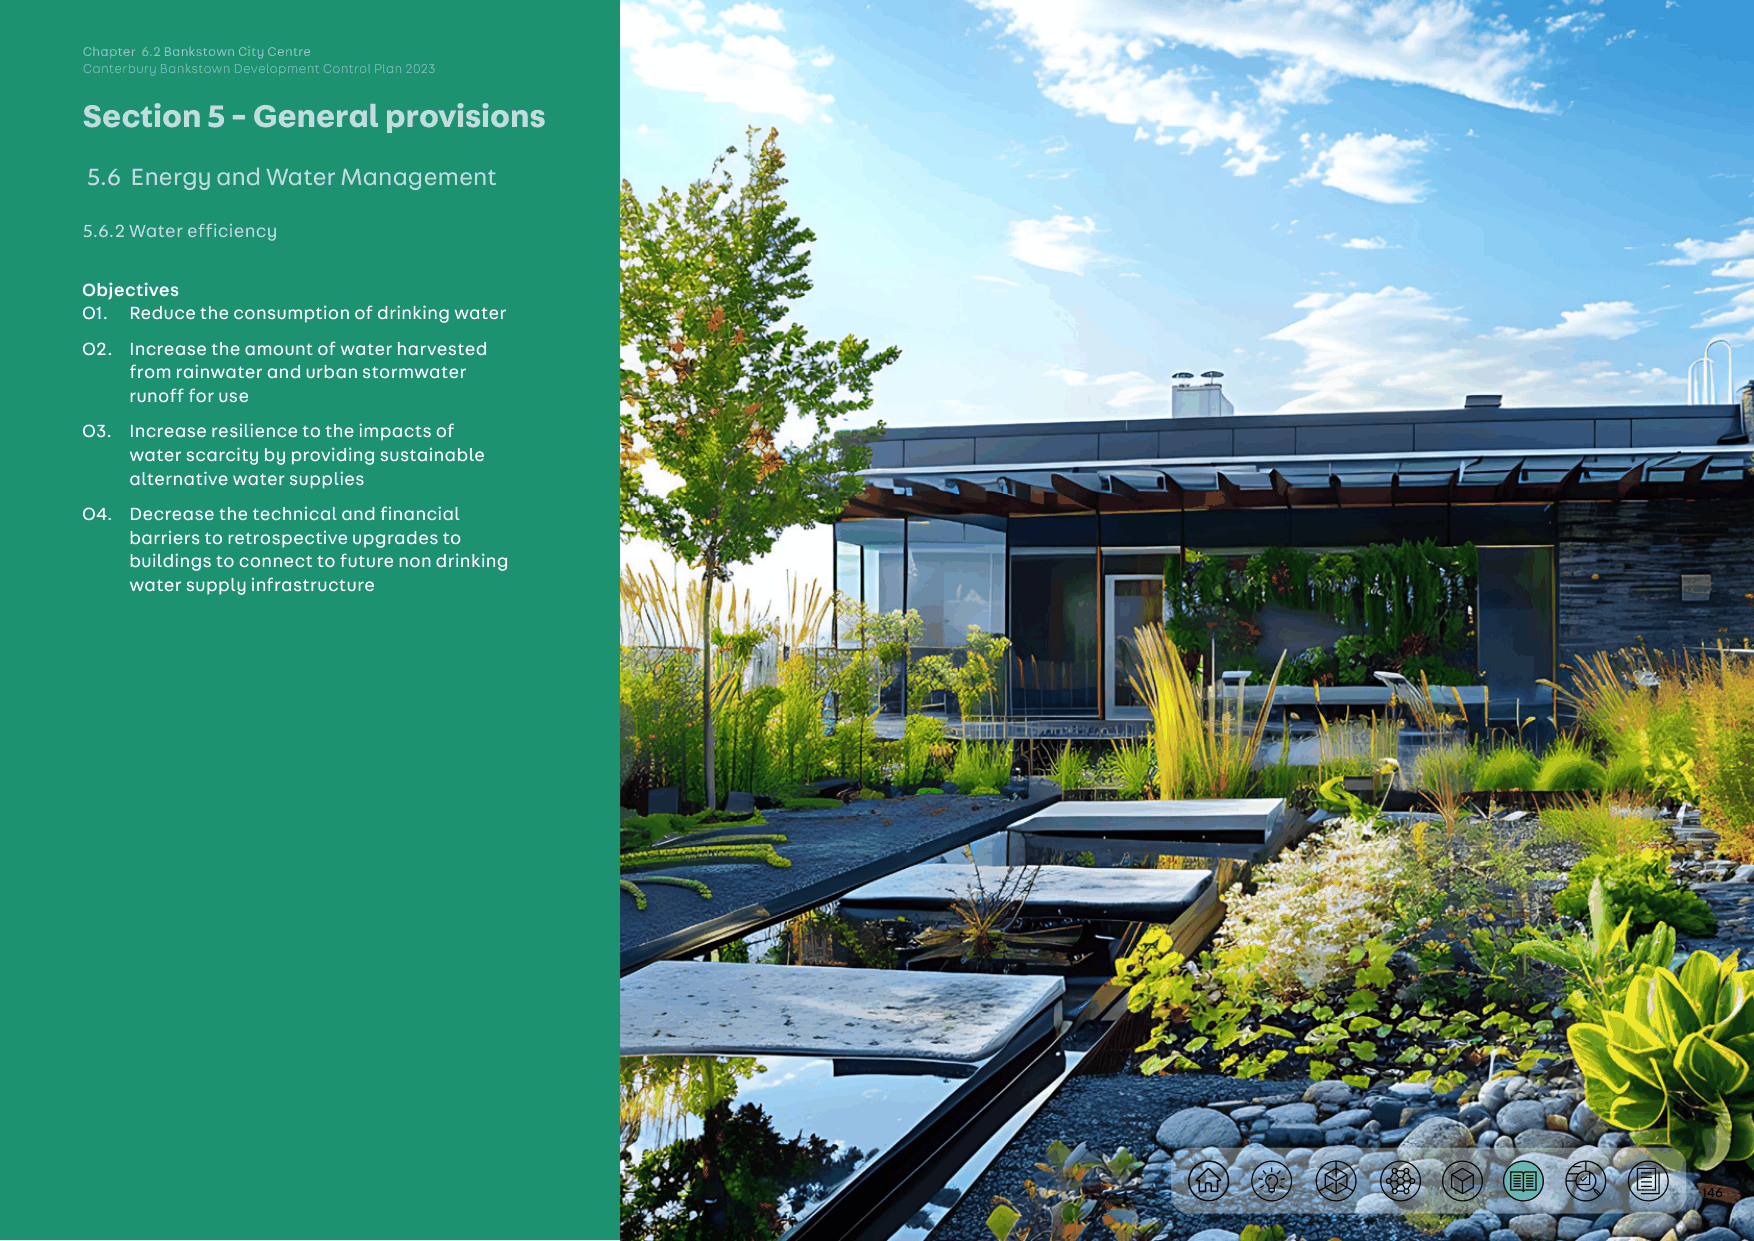 Chapter 6.2 Bankstown City Centre
Canterbury Bankstown Development Control Plan 2023
Section 5 - General provisions
5.6 Energy and Water Management
5.6.2 Water efficiency
Objectives
O1. Reduce the consumption of drinking water
O2. Increase the amount of water harvested
from rainwater and urban stormwater
runoff for use
O3. Increase resilience to the impacts of
water scarcity by providing sustainable
alternative water supplies
O4. Decrease the technical and financial
barriers to retrospective upgrades to
buildings to connect to future non drinking
water supply infrastructure
146